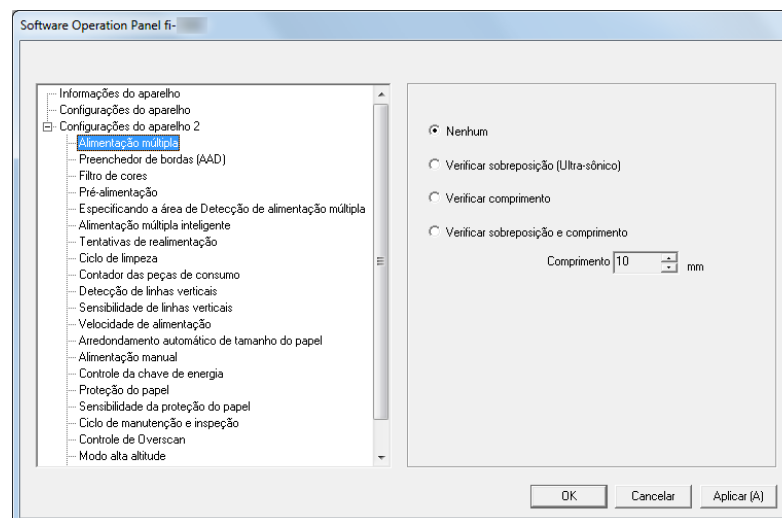 Software Operation Panel fi-
Informações do aparelho
Configurações do aparelho
Configurações do aparelho 2
Alimentação múltipla
Preenchedor de bordas (AAD)
Filtro de cores
Pré-alimentação
Especificando a área de Detecção de alimentação múltipla
Alimentação múltipla inteligente
Tentativas de realimentação
Ciclo de limpeza
Contador das peças de consumo
Detecção de linhas verticais
Sensibilidade de linhas verticais
Velocidade de alimentação
Arredondamento automático de tamanho do papel
Alimentação manual
Controle da chave de energia
Proteção do papel
Sensibilidade da proteção do papel
Ciclo de manutenção e inspeção
Controle de Overscan
Modo alta altitude
Nenhum
Verificar sobreposição (Ultra-sônico)
Verificar comprimento
Verificar sobreposição e comprimento
Comprimento 10 mm
OK Cancelar Aplicar (A)